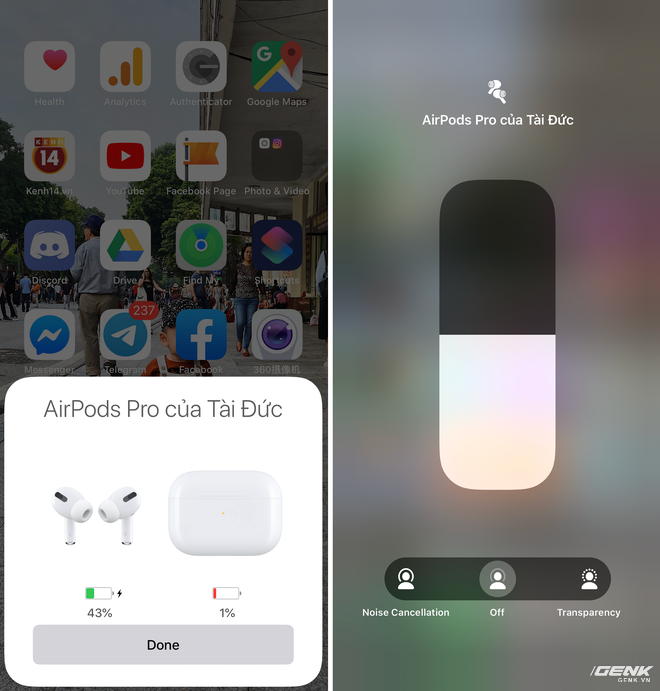 Health
Analytics
Authenticator
Google Maps
KENH
14
Kenh14.vn
YouTube
Facebook Page
Photo & Video
Discord
Drive
Find My
Shortcuts
237
Messenger
Telegram
Facebook
360摄像机
AirPods Pro của Tài Đức
43%
1%
Done
AirPods Pro của Tài Đức
Noise Cancellation
Off
Transparency
GENK
GENK.VN